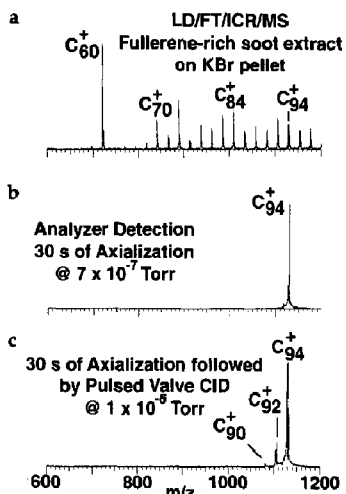 a
LD/FT/ICR/MS
Fullerene-rich soot extract
on KBr pellet
C60+
C70+
C84+
C94+
b
C94+
Analyzer Detection
30 s of Axialization
@ 7 x 10-7 Torr
c
30 s of Axialization followed
by Pulsed Valve CID
@ 1 x 10-5 Torr
C94+
C92+
C90+
600 800 1000 1200
m/z